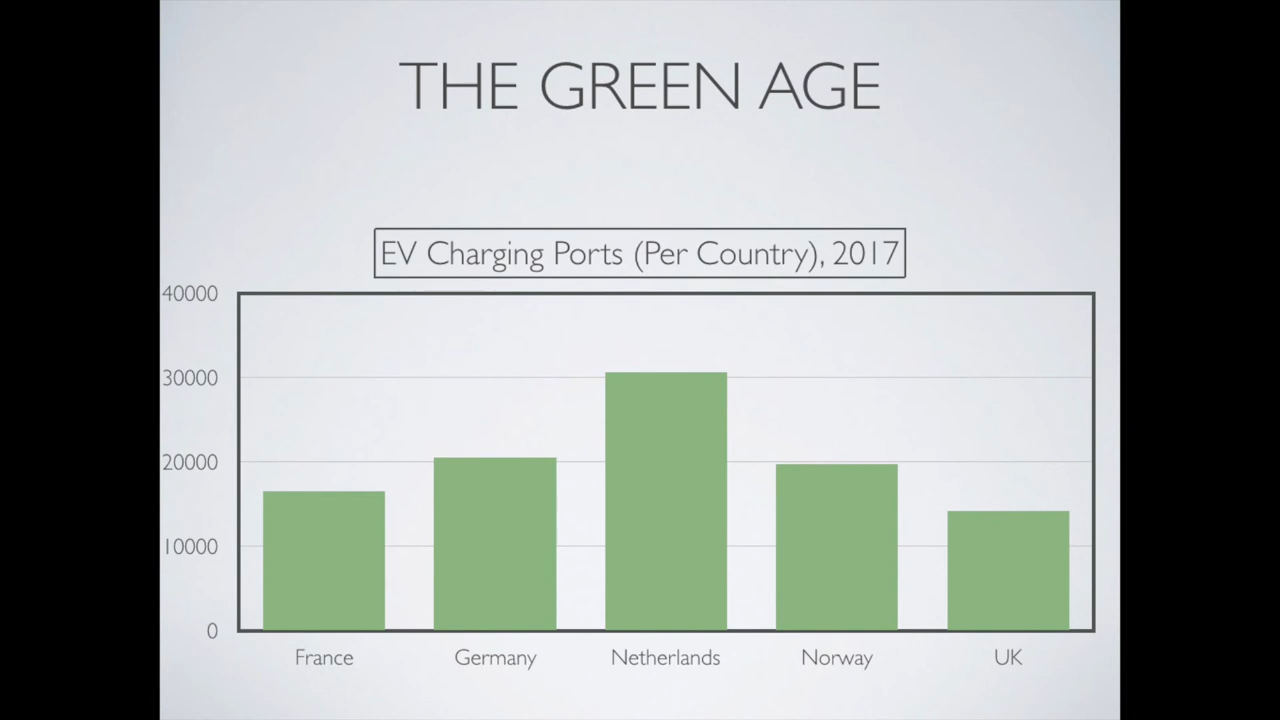 THE GREEN AGE
EV Charging Ports (Per Country), 2017
40000
30000
20000
10000
0
France Germany Netherlands Norway UK